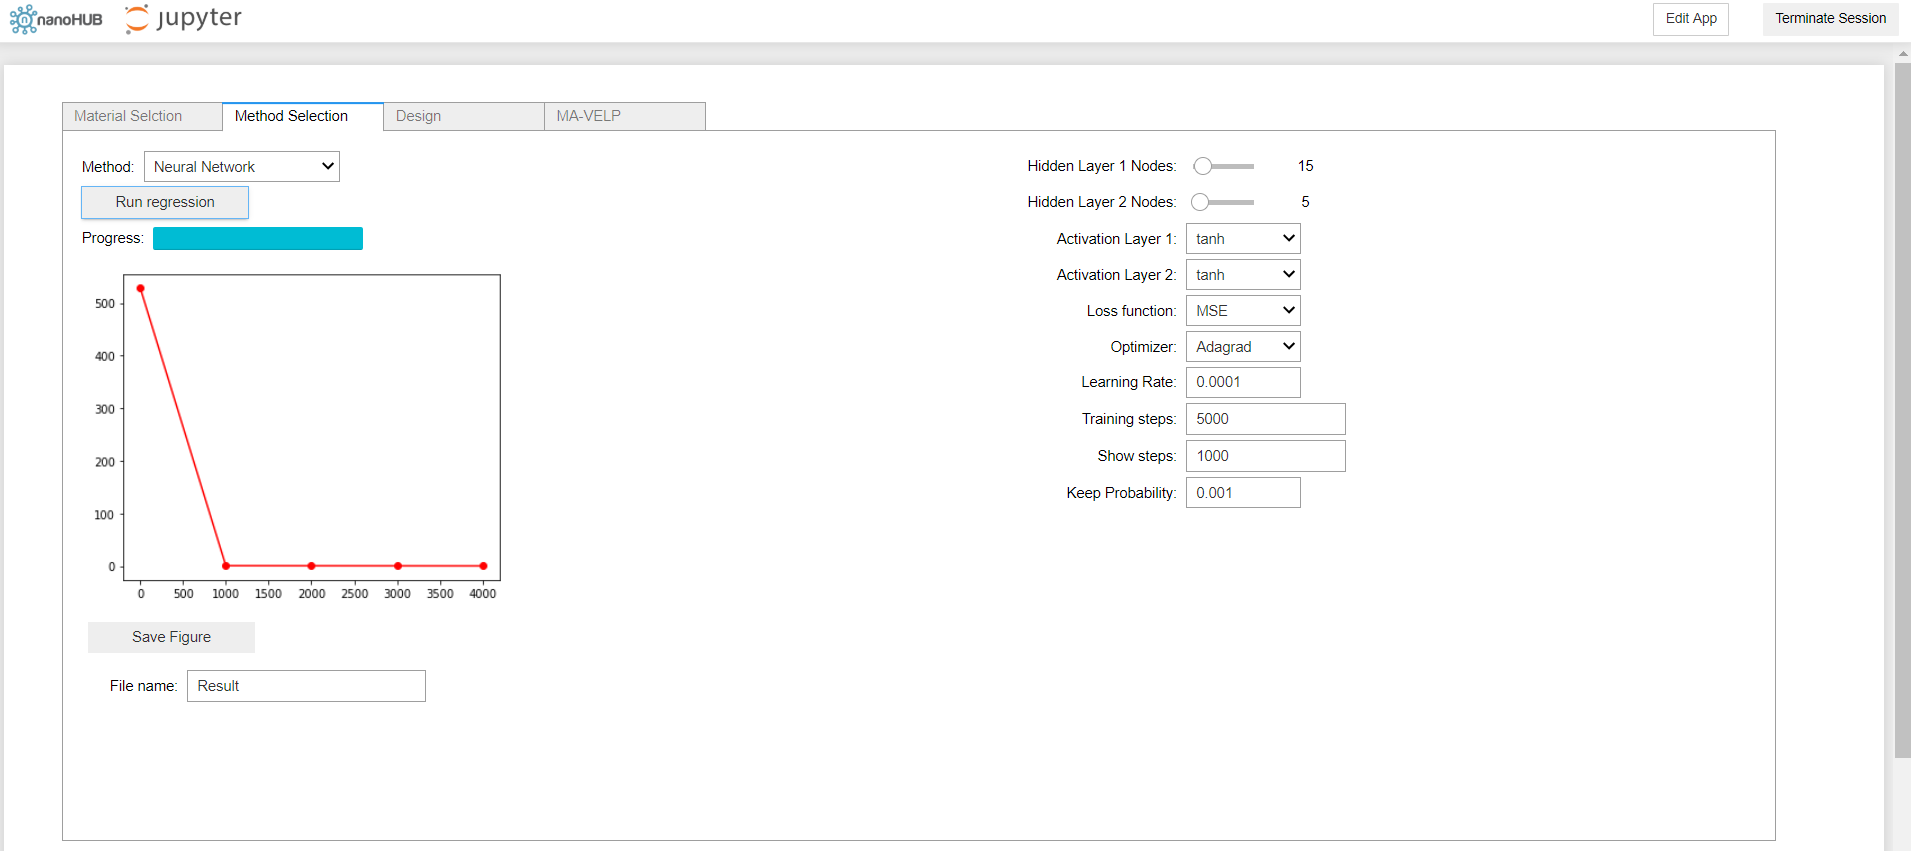 nanoHUB jupyter Edit App Terminate Session
Material Selction Method Selection Design MA-VELP
Method: Neural Network
Run regression
Progress:
500
400
300
200
100
0
0 500 1000 1500 2000 2500 3000 3500 4000
Save Figure
File name: Result
Hidden Layer 1 Nodes: 15
Hidden Layer 2 Nodes: 5
Activation Layer 1: tanh
Activation Layer 2: tanh
Loss function: MSE
Optimizer: Adagrad
Learning Rate: 0.0001
Training steps: 5000
Show steps: 1000
Keep Probability: 0.001